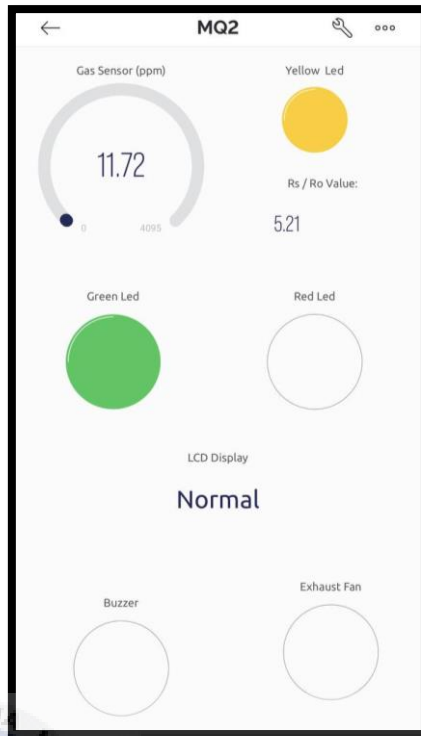 MQ2
Gas Sensor (ppm)
Yellow Led
11.72
0
4095
Rs / Ro Value:
5.21
Green Led
Red Led
LCD Display
Normal
Buzzer
Exhaust Fan